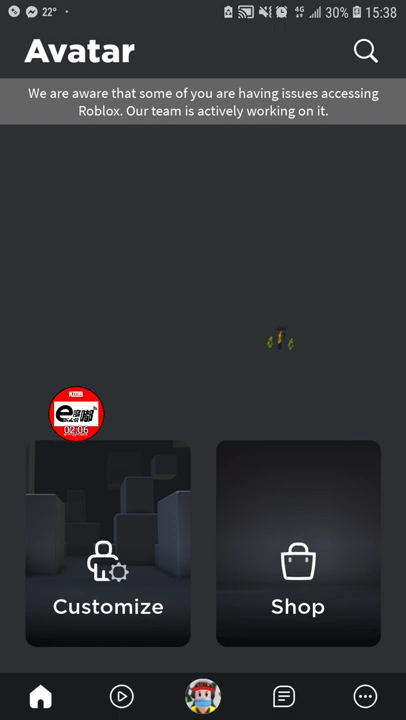 22°
4G
30%
15:38
Avatar
We are aware that some of you are having issues accessing
Roblox. Our team is actively working on it.
02:06
Customize
Shop